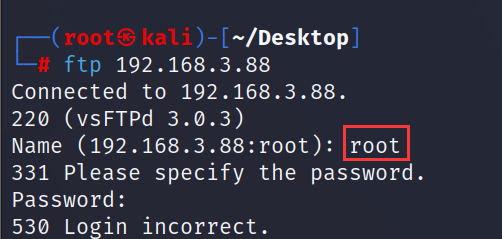 ┌──(root㉿kali)-[~/Desktop]
└─# ftp 192.168.3.88
Connected to 192.168.3.88.
220 (vsFTPd 3.0.3)
Name (192.168.3.88:root): root
331 Please specify the password.
Password:
530 Login incorrect.